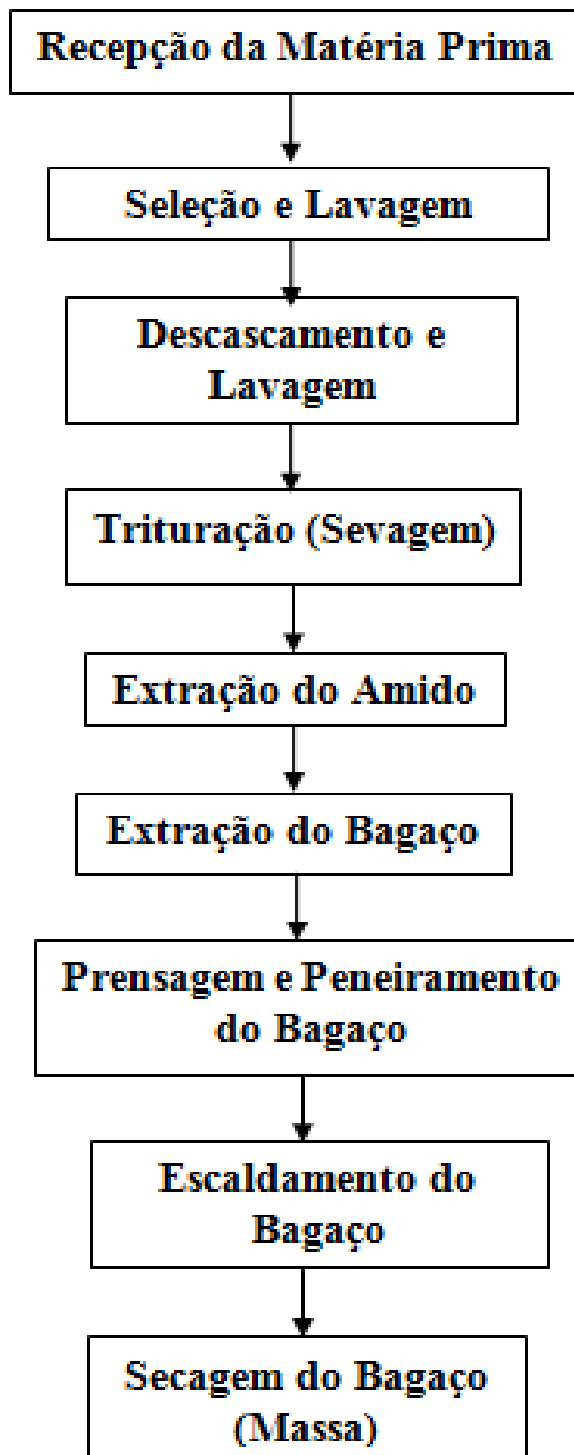 Recepção da Matéria Prima
Seleção e Lavagem
Descascamento e
Lavagem
Trituração (Sevagem)
Extração do Amido
Extração do Bagaço
Prensagem e Peneiramento
do Bagaço
Escaldamento do
Bagaço
Secagem do Bagaço
(Massa)